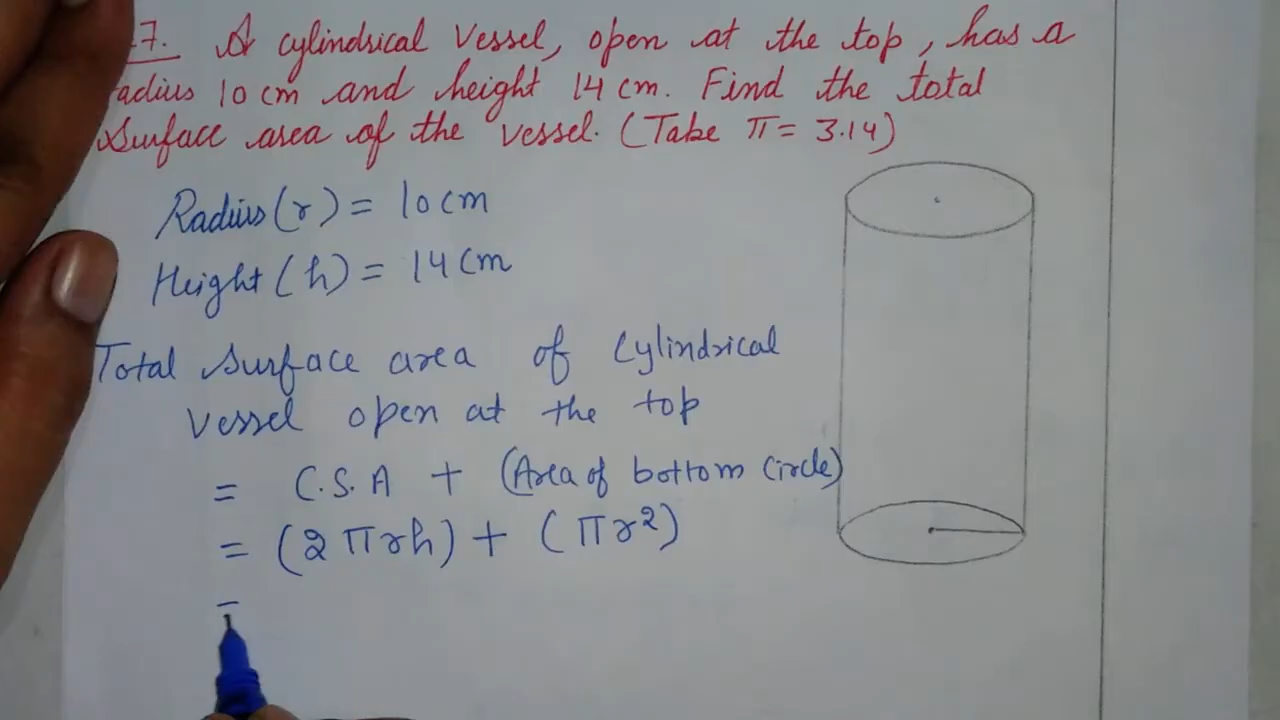 7. A cylindrical vessel, open at the top, has a
radius 10 cm and height 14 cm. Find the total
Surface area of the vessel. (Take π = 3.14)
Radius (r) = 10 cm
Height (h) = 14 cm
Total Surface area of Cylindrical
Vessel open at the top
= C.S.A + (Area of bottom Circle)
= (2πrh) + (πr²)
=